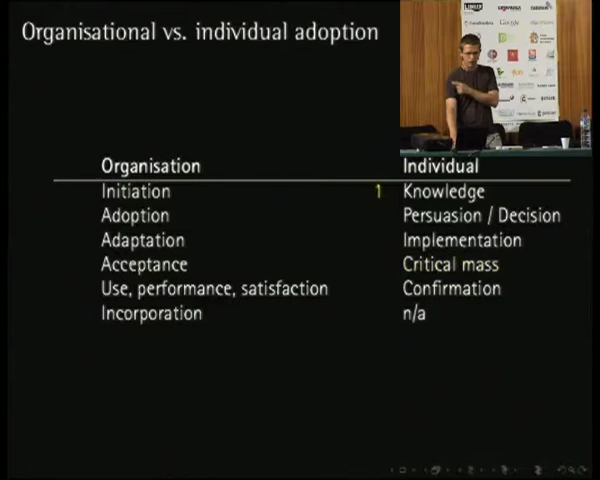 Organisational vs. individual adoption
Organisation Individual
Initiation 1 Knowledge
Adoption Persuasion / Decision
Adaptation Implementation
Acceptance Critical mass
Use, performance, satisfaction Confirmation
Incorporation n/a